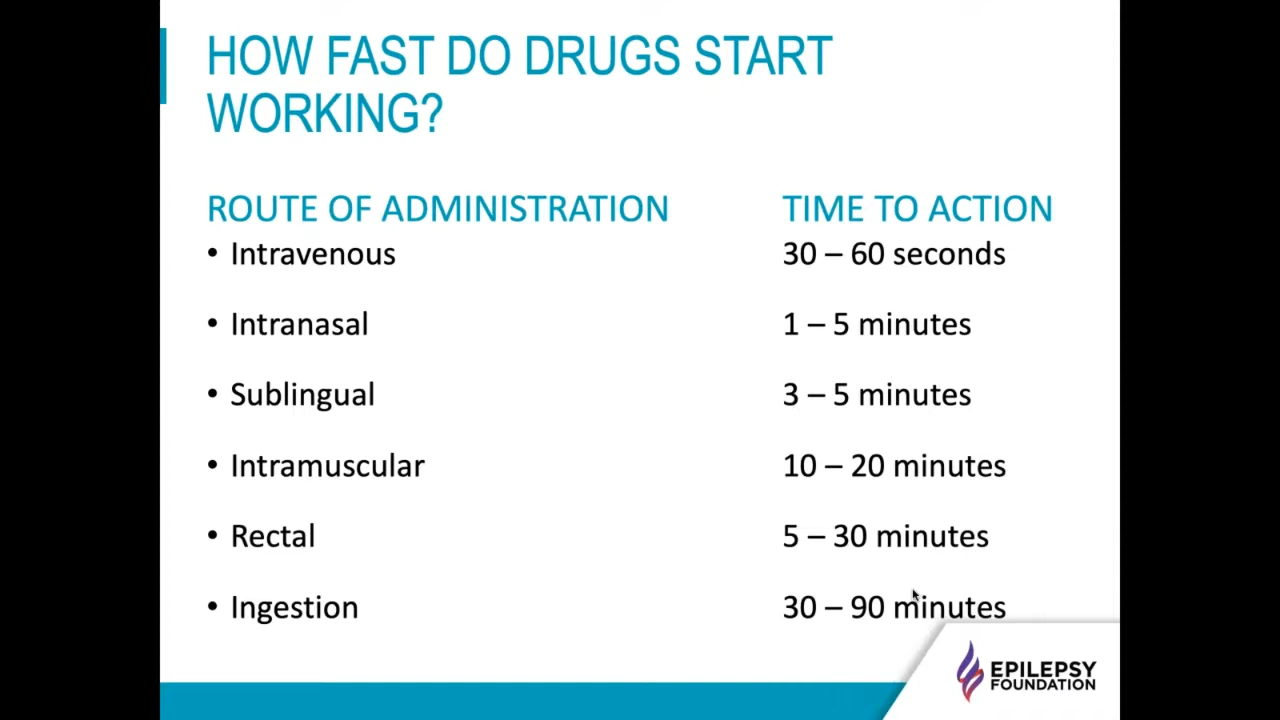 HOW FAST DO DRUGS START
WORKING?
ROUTE OF ADMINISTRATION TIME TO ACTION
• Intravenous 30 – 60 seconds
• Intranasal 1 – 5 minutes
• Sublingual 3 – 5 minutes
• Intramuscular 10 – 20 minutes
• Rectal 5 – 30 minutes
• Ingestion 30 – 90 minutes
EPILEPSY
FOUNDATION